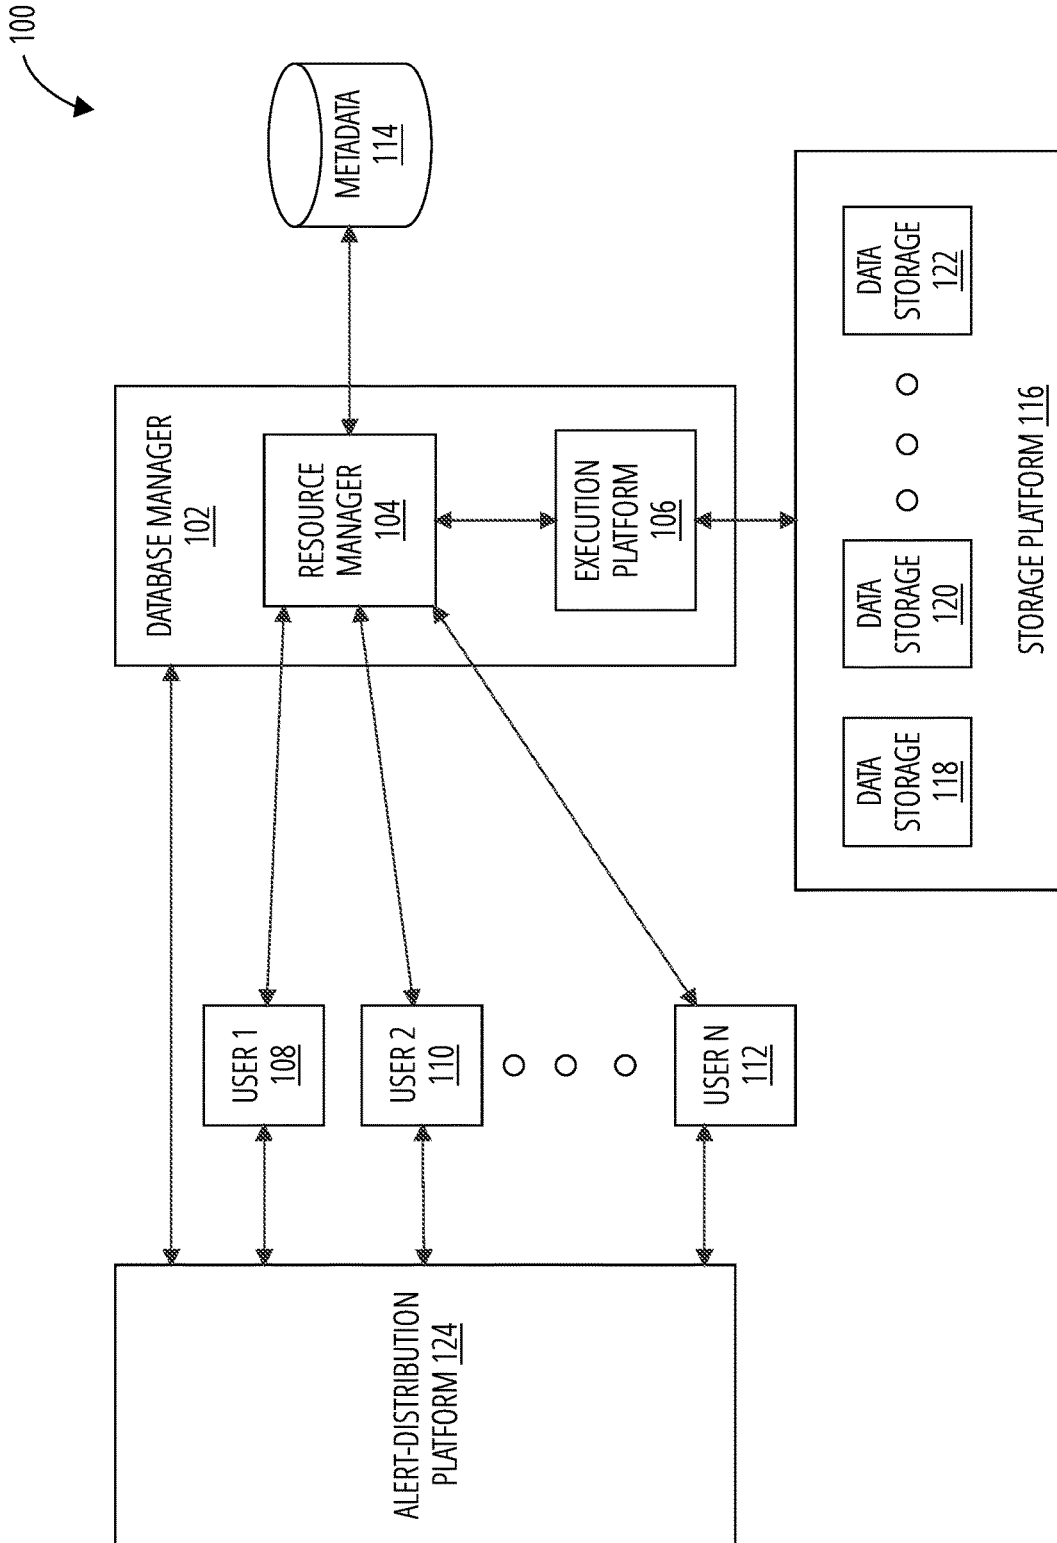 100
ALERT-DISTRIBUTION
PLATFORM 124
USER 1
108
USER 2
110
USER N
112
DATABASE MANAGER
102
RESOURCE
MANAGER
104
EXECUTION
PLATFORM
106
METADATA
114
DATA
STORAGE
118
DATA
STORAGE
120
DATA
STORAGE
122
STORAGE PLATFORM 116